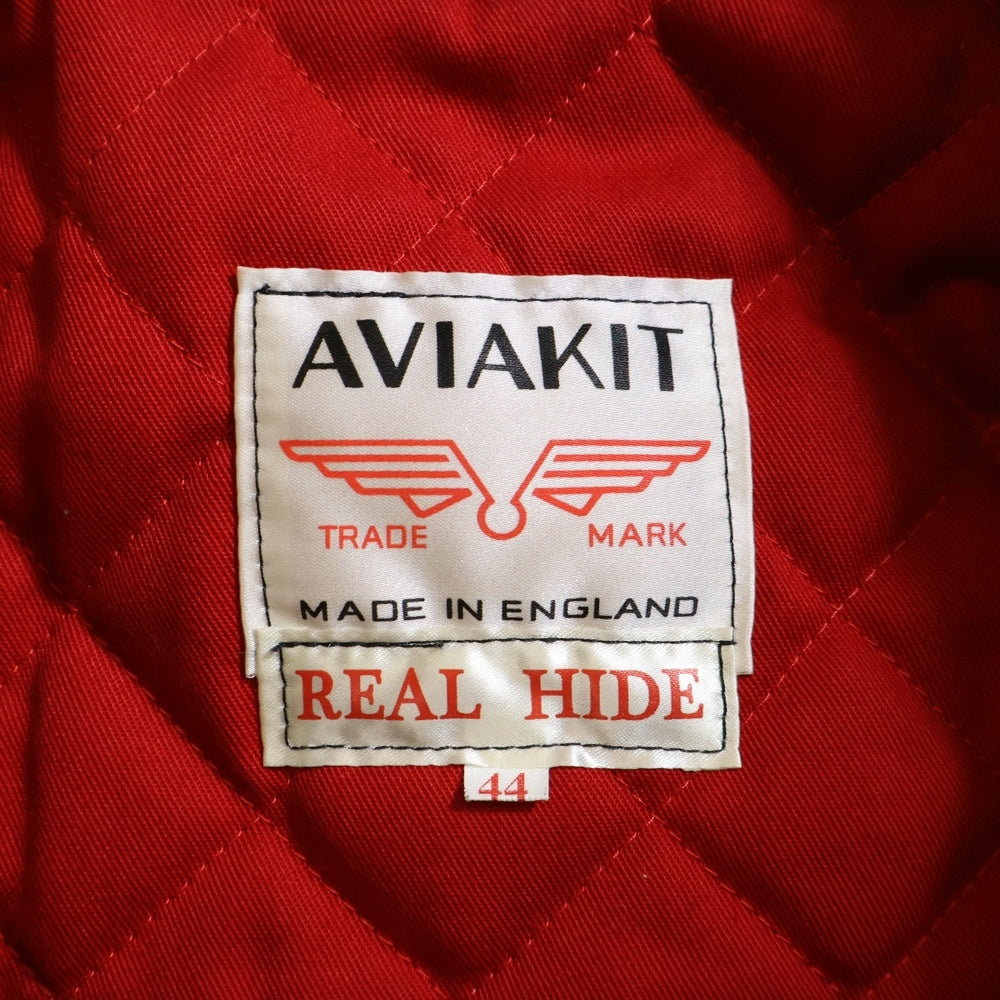 AVIAKIT
TRADE MARK
MADE IN ENGLAND
REAL HIDE
44